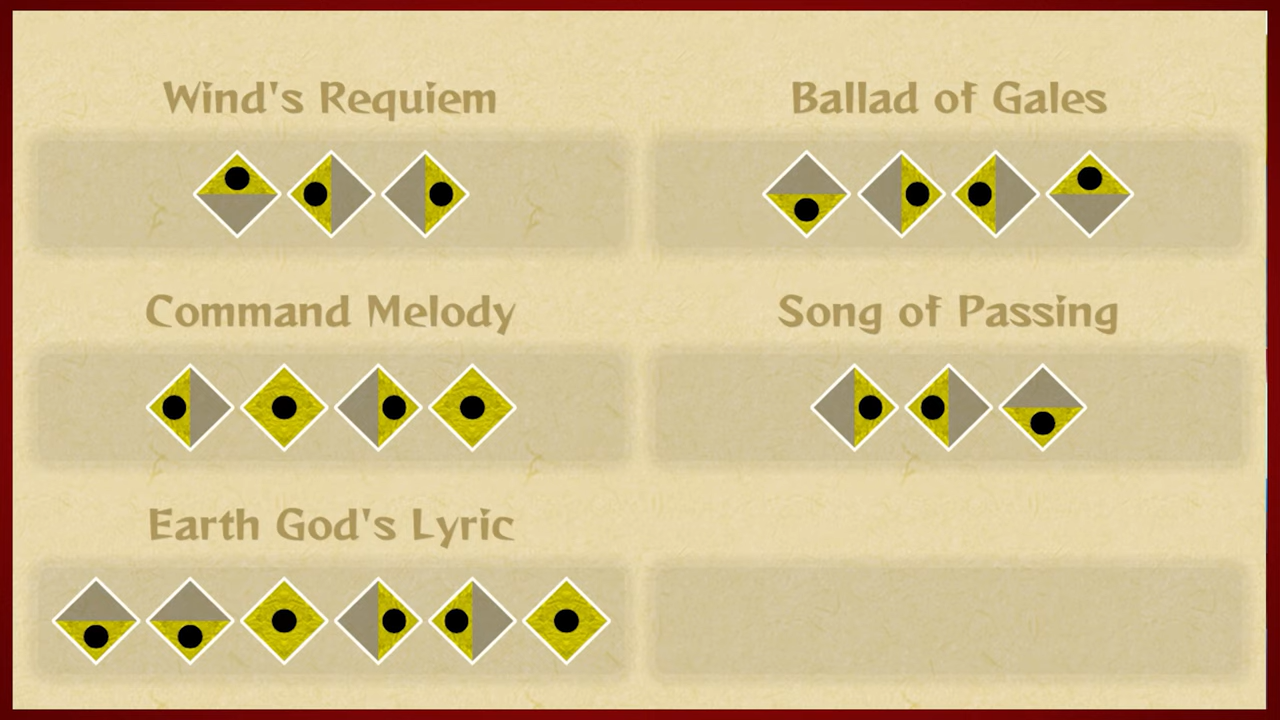 Wind's Requiem
Ballad of Gales
Command Melody
Song of Passing
Earth God's Lyric